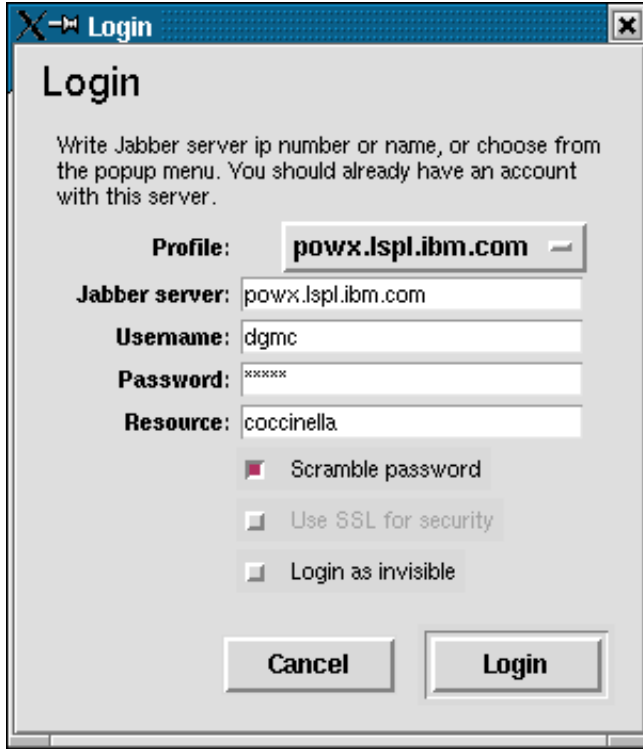 Login
Login
Write Jabber server ip number or name, or choose from
the popup menu. You should already have an account
with this server.
Profile: powx.lspl.ibm.com
Jabber server: powx.lspl.ibm.com
Username: dgmc
Password: *****
Resource: coccinella
Scramble password
Use SSL for security
Login as invisible
Cancel Login